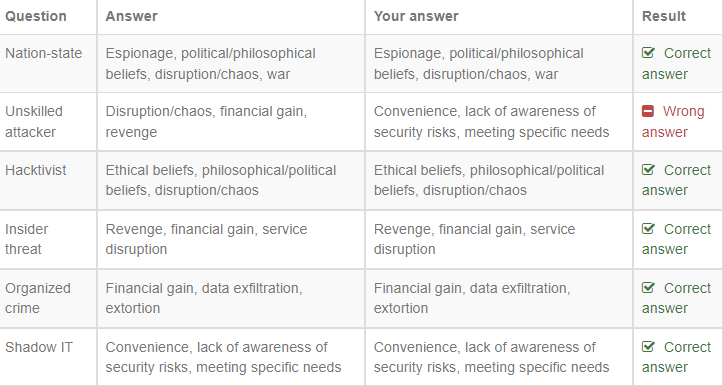 Question Answer Your answer Result
Nation-state Espionage, political/philosophical Espionage, political/philosophical Correct
beliefs, disruption/chaos, war beliefs, disruption/chaos, war answer
Unskilled Disruption/chaos, financial gain, Convenience, lack of awareness of Wrong
attacker revenge security risks, meeting specific needs answer
Hacktivist Ethical beliefs, philosophical/political Ethical beliefs, philosophical/political Correct
beliefs, disruption/chaos beliefs, disruption/chaos answer
Insider Revenge, financial gain, service Revenge, financial gain, service Correct
threat disruption disruption answer
Organized Financial gain, data exfiltration, Financial gain, data exfiltration, Correct
crime extortion extortion answer
Shadow IT Convenience, lack of awareness of Convenience, lack of awareness of Correct
security risks, meeting specific needs security risks, meeting specific needs answer